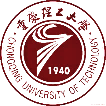 重庆理工大学
1940
CHONGQING UNIVERSITY OF TECHNOLOGY